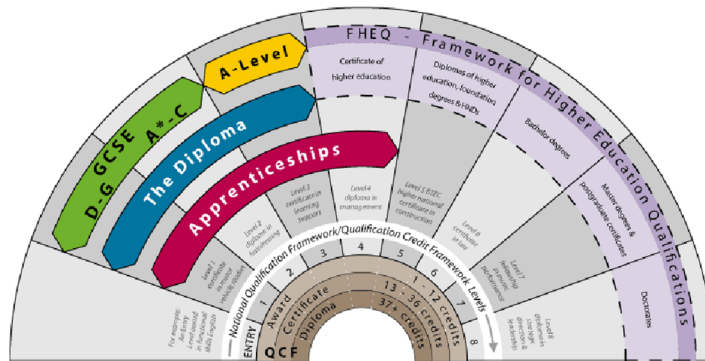 FHEQ - Framework for Higher Education Qualifications
A-Level
GCSE
D-G
A*-C
The Diploma
Apprenticeships
Certificate of
higher education
Diplomas of higher
education, foundation
degrees & HNDs
Bachelor degrees
Master degrees &
postgraduate certificates
Doctorates
For example:
An Entry
Level award
in functional
skills English
Level 1
certificate
in motor
vehicle studies
Level 2
diploma in
Level 3
certificate in
learning
support
Level 4
diploma in
management
Level 5 BTEC
higher national
certificate in
construction
Level 6
certificate
in law
Level 7
fellowship
in music
performance
Level 8
diploma in
strategic
direction &
leadership
National Qualification Framework/Qualification Credit Framework Levels
ENTRY
1
2
3
4
5
6
7
8
QCF
Award
1 - 12 credits
Certificate
13 - 36 credits
Diploma
37+ credits